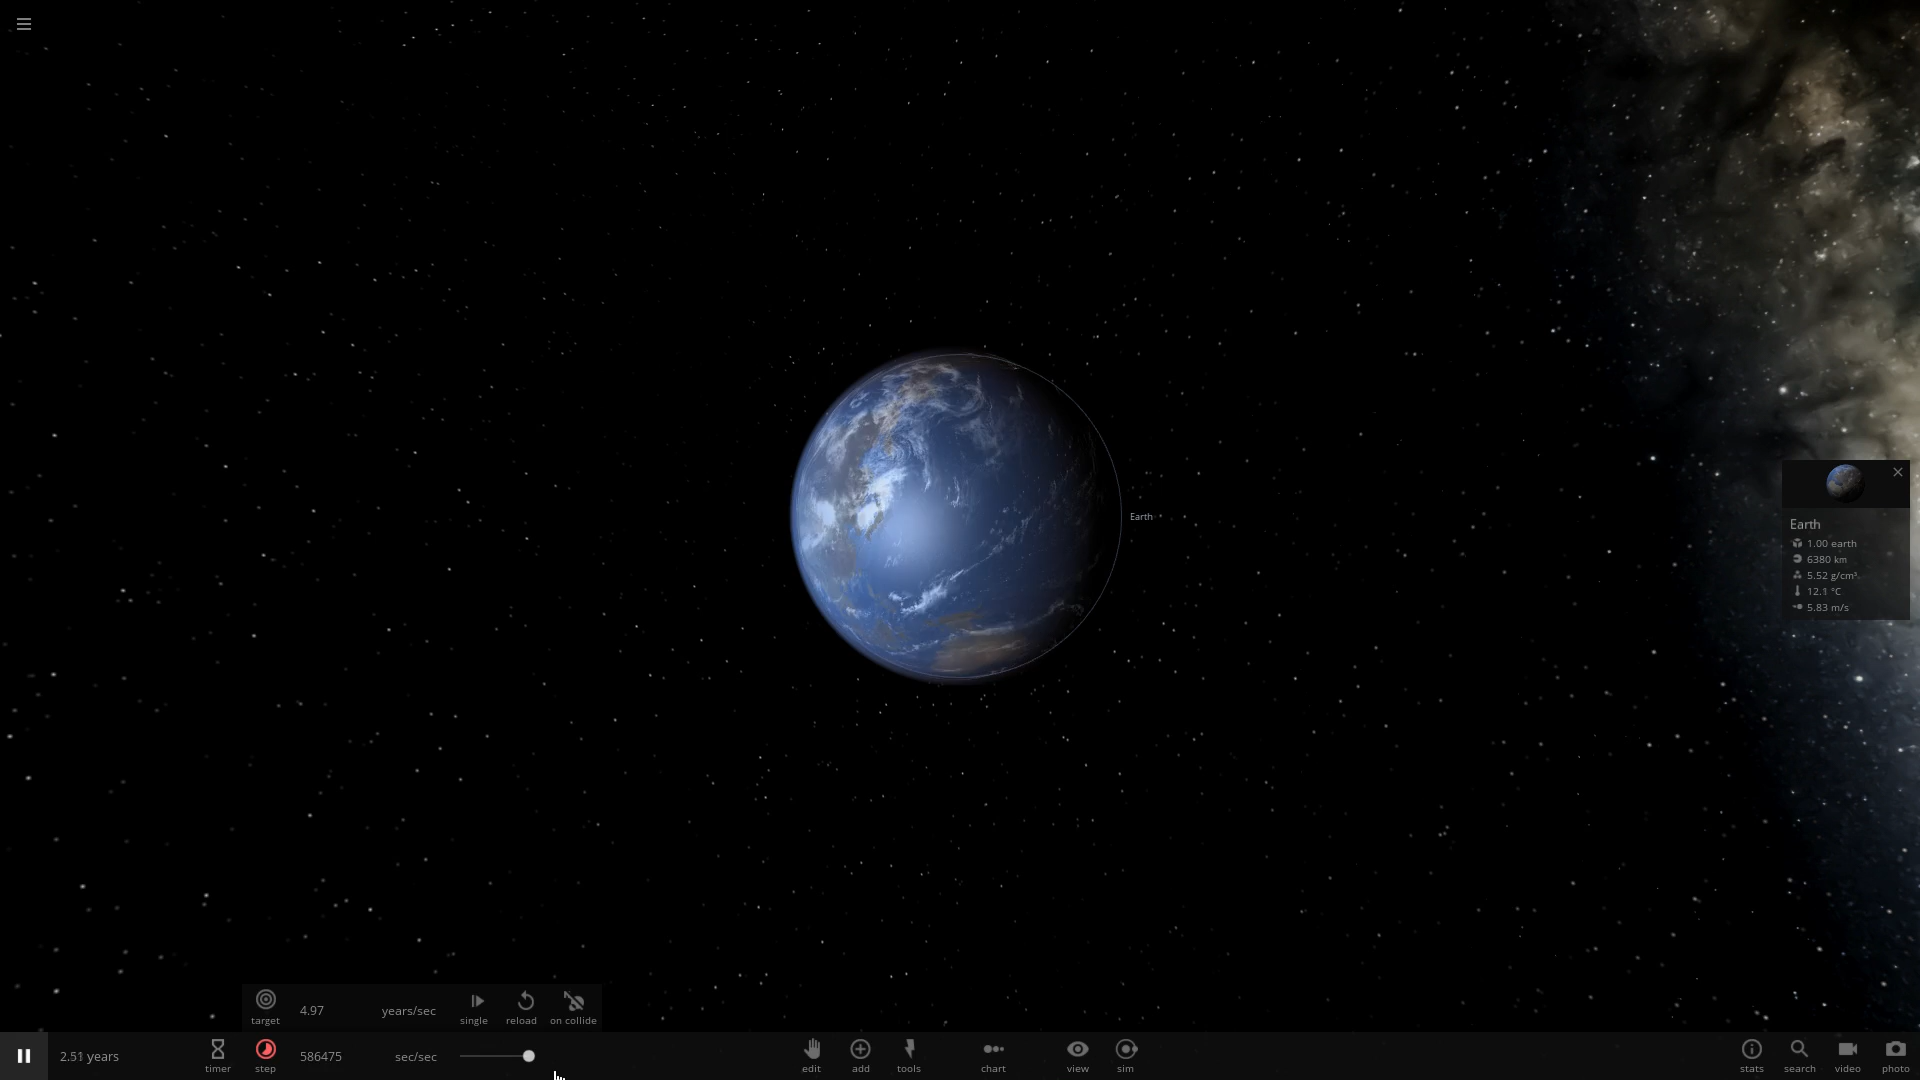 Earth
Earth
1.00 earth
6380 km
5.52 g/cm³
12.1 °C
5.83 m/s
4.97 years/sec
target single reload on collide
2.51 years 586475 sec/sec
timer step edit add tools chart view sim stats search video photo